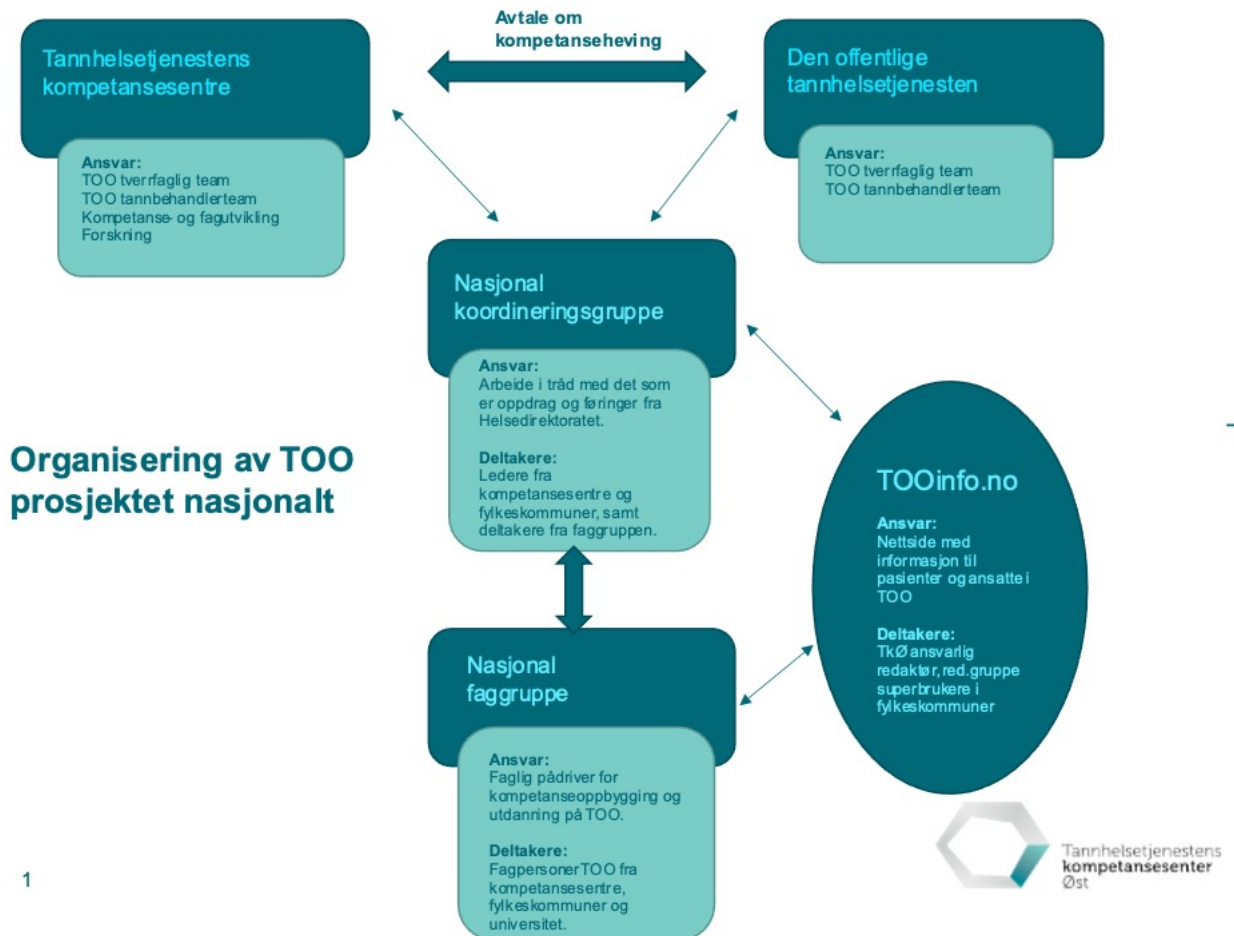 Avtale om
kompetanseheving
Tannhelsetjenestens
kompetansesentre
Ansvar:
TOO tverrfaglig team
TOO tannbehandlerteam
Kompetanse- og fagutvikling
Forskning
Den offentlige
tannhelsetjenesten
Ansvar:
TOO tverrfaglig team
TOO tannbehandlerteam
Nasjonal
koordineringsgruppe
Ansvar:
Arbeide i tråd med det som
er oppdrag og føringer fra
Helsedirektoratet.
Deltakere:
Ledere fra
kompetansesentre og
fylkeskommuner, samt
deltakere fra faggruppen.
Organisering av TOO
prosjektet nasjonalt
TOOinfo.no
Ansvar:
Nettside med
informasjon til
pasienter og ansatte i
TOO
Deltakere:
TkØ ansvarlig
redaktør, red.gruppe
superbrukere i
fylkeskommuner
Nasjonal
faggruppe
Ansvar:
Faglig pådriver for
kompetanseoppbygging og
utdanning på TOO.
Deltakere:
Fagpersoner TOO fra
kompetansesentre,
fylkeskommuner og
universitet.
Tannhelsetjenestens
kompetansesenter
Øst
1